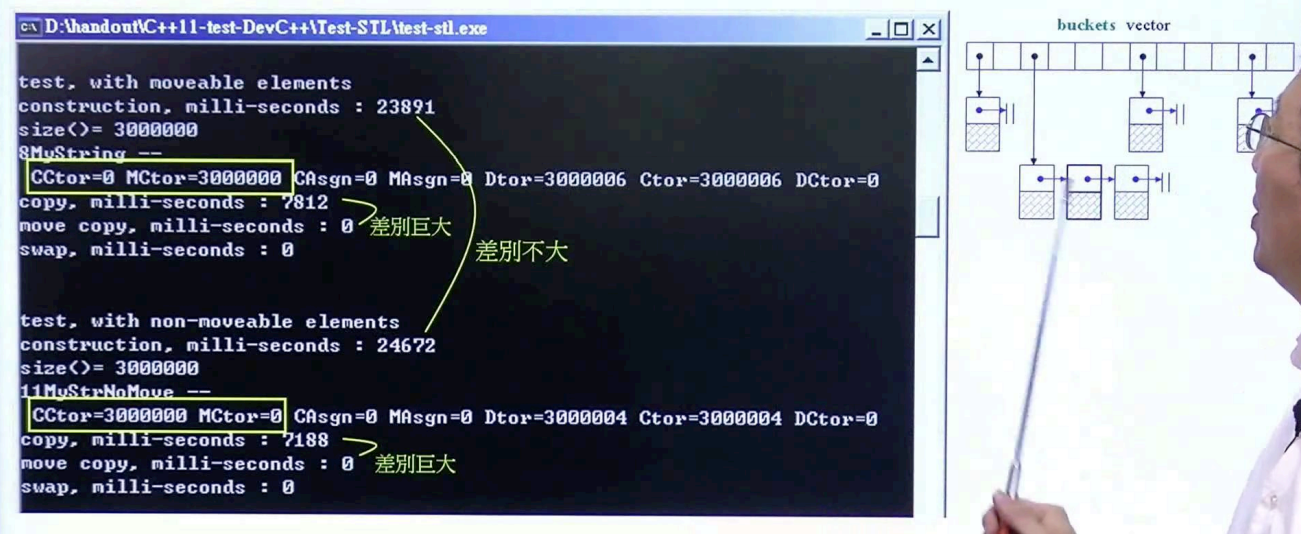 D:\handout\C++11-test-DevC++\Test-STL\test-stl.exe
buckets vector
test, with moveable elements
construction, milli-seconds : 23891
size()= 3000000
8MyString --
CCtor=0 MCtor=3000000 CAsgn=0 MAsgn=0 Dtor=3000006 Ctor=3000006 DCtor=0
copy, milli-seconds : 7812
move copy, milli-seconds : 0 差別巨大
swap, milli-seconds : 0
差別不大
test, with non-moveable elements
construction, milli-seconds : 24672
size()= 3000000
11MyStrNoMove --
CCtor=3000000 MCtor=0 CAsgn=0 MAsgn=0 Dtor=3000004 Ctor=3000004 DCtor=0
copy, milli-seconds : 7188
move copy, milli-seconds : 0 差別巨大
swap, milli-seconds : 0